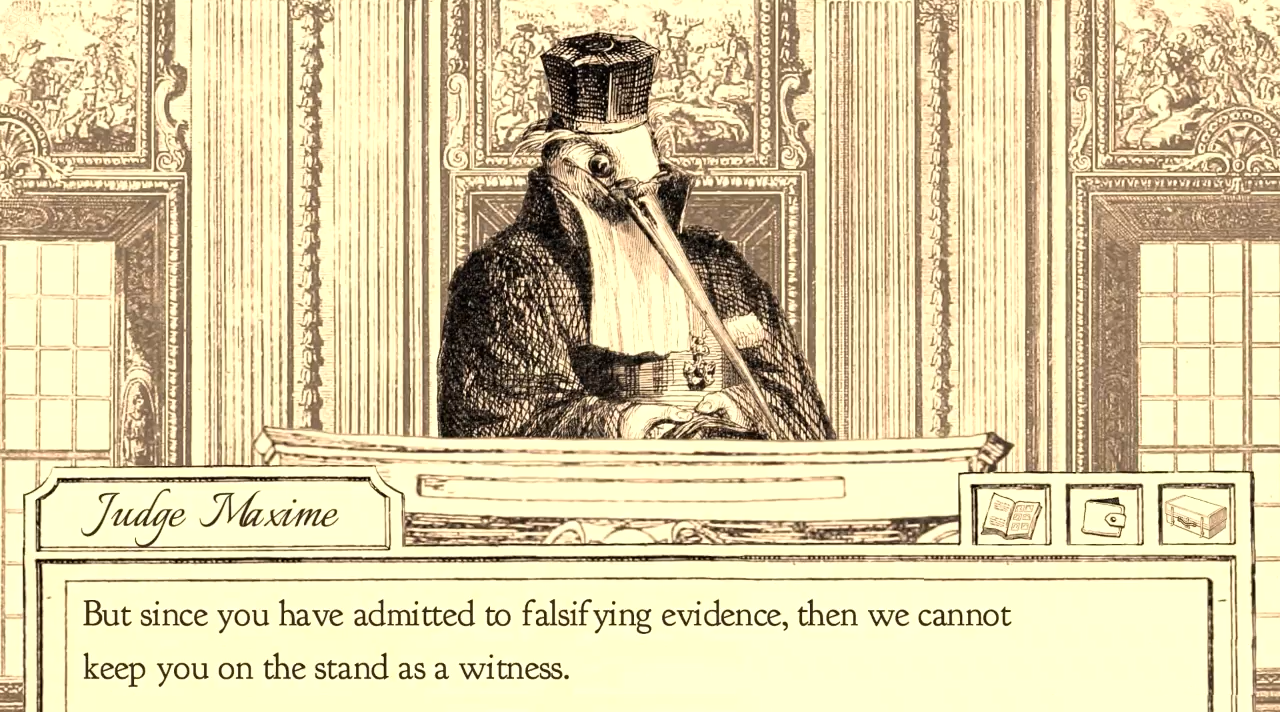 Judge Maxime
But since you have admitted to falsifying evidence, then we cannot
keep you on the stand as a witness.